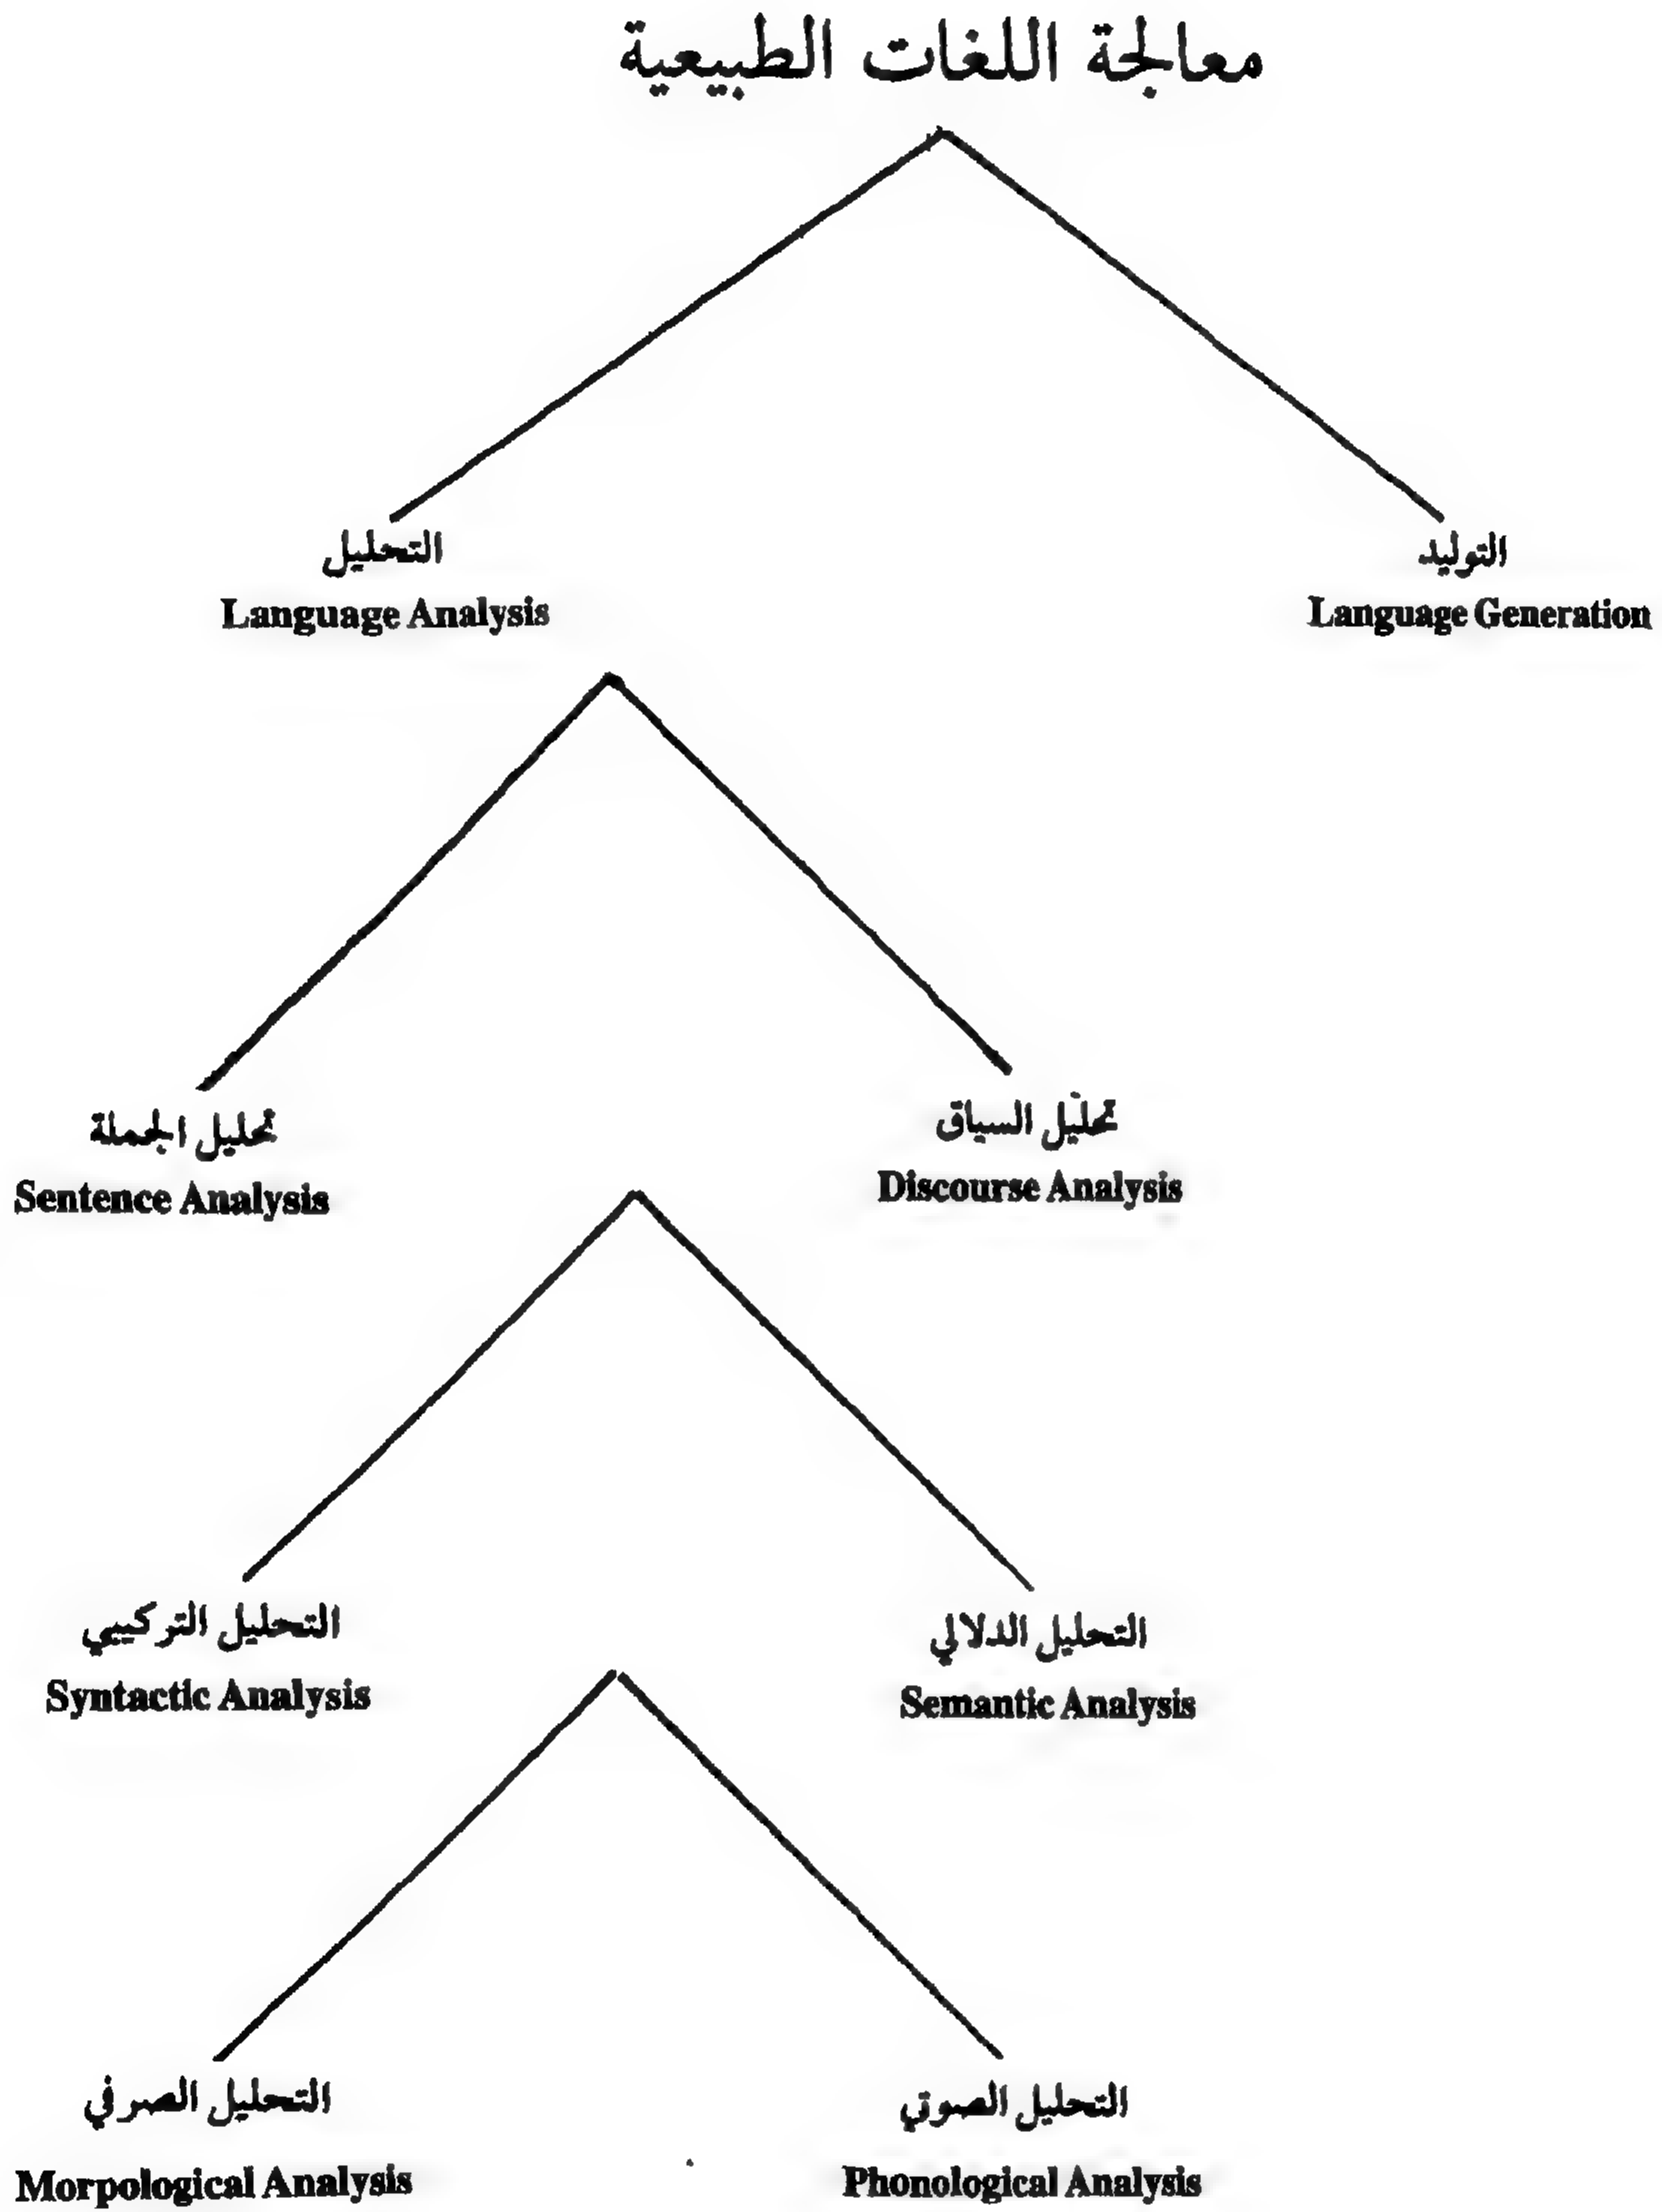 معالجة اللغات الطبيعية
التحليل
Language Analysis
التوليد
Language Generation
تحليل الجملة
Sentence Analysis
تحليل السياق
Discourse Analysis
التحليل التركيبي
Syntactic Analysis
التحليل الدلالي
Semantic Analysis
التحليل الصرفي
Morpological Analysis
التحليل الصوتي
Phonological Analysis